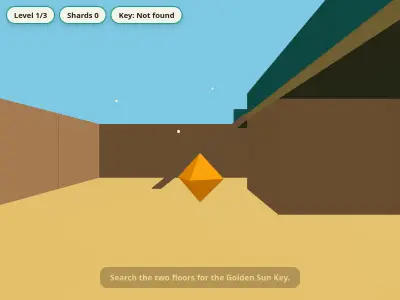 Level 1/3 Shards 0 Key: Not found
Search the two floors for the Golden Sun Key.